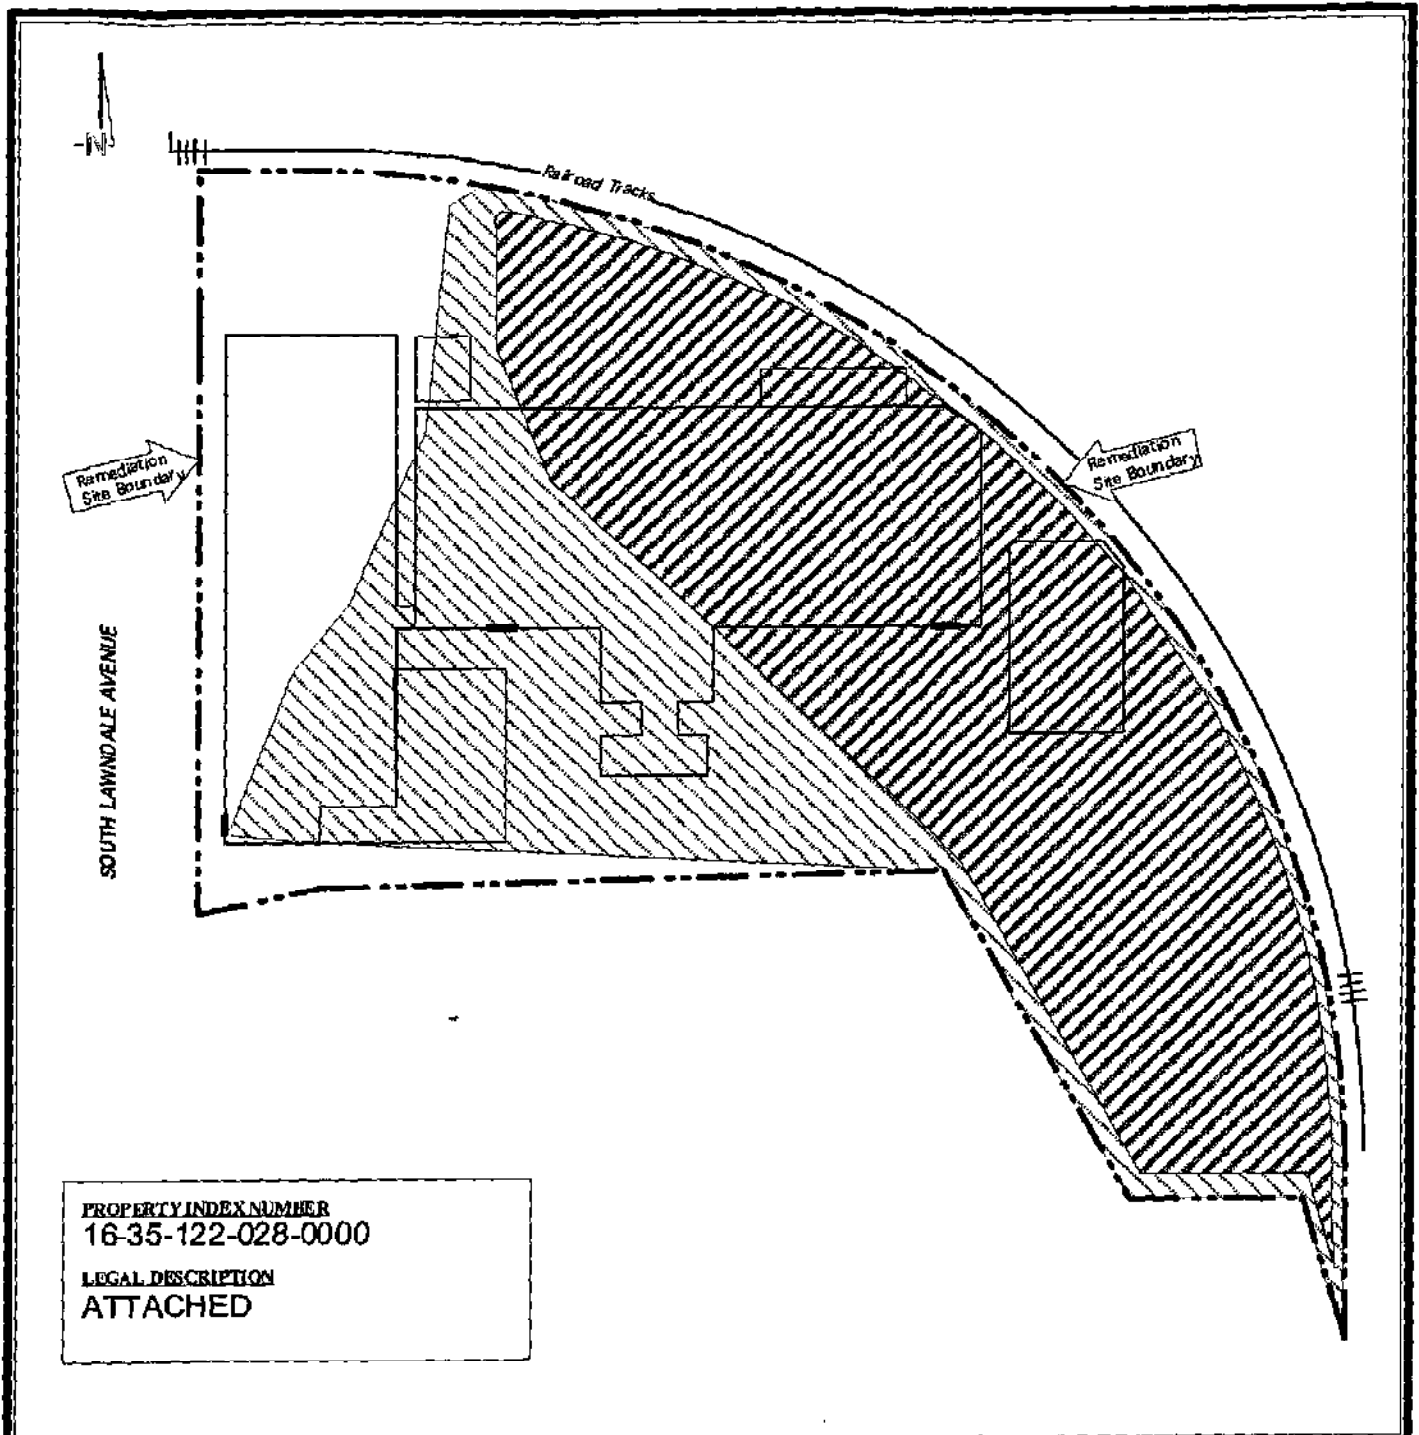 N
Railroad Tracks
Remediation
Site Boundary
Remediation
Site Boundary
SOUTH LAWNDALE AVENUE
PROPERTY INDEX NUMBER
16-35-122-028-0000
LEGAL DESCRIPTION
ATTACHED